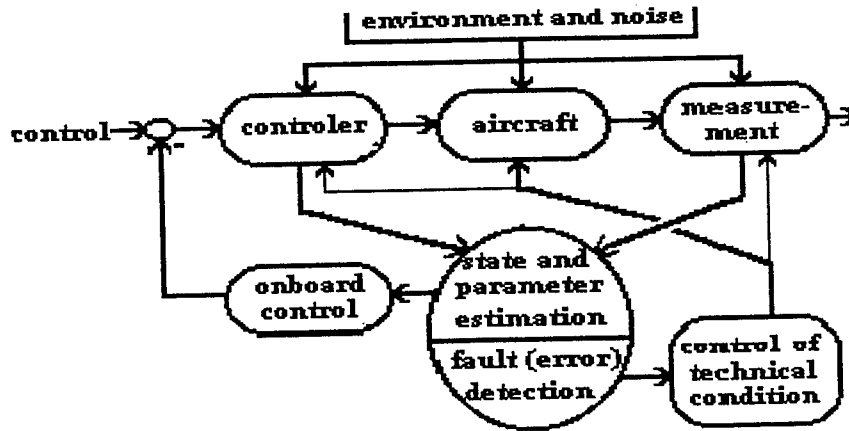 environment and noise
control
controler
aircraft
measure-
ment
onboard
control
state and
parameter
estimation
fault (error)
detection
control of
technical
condition